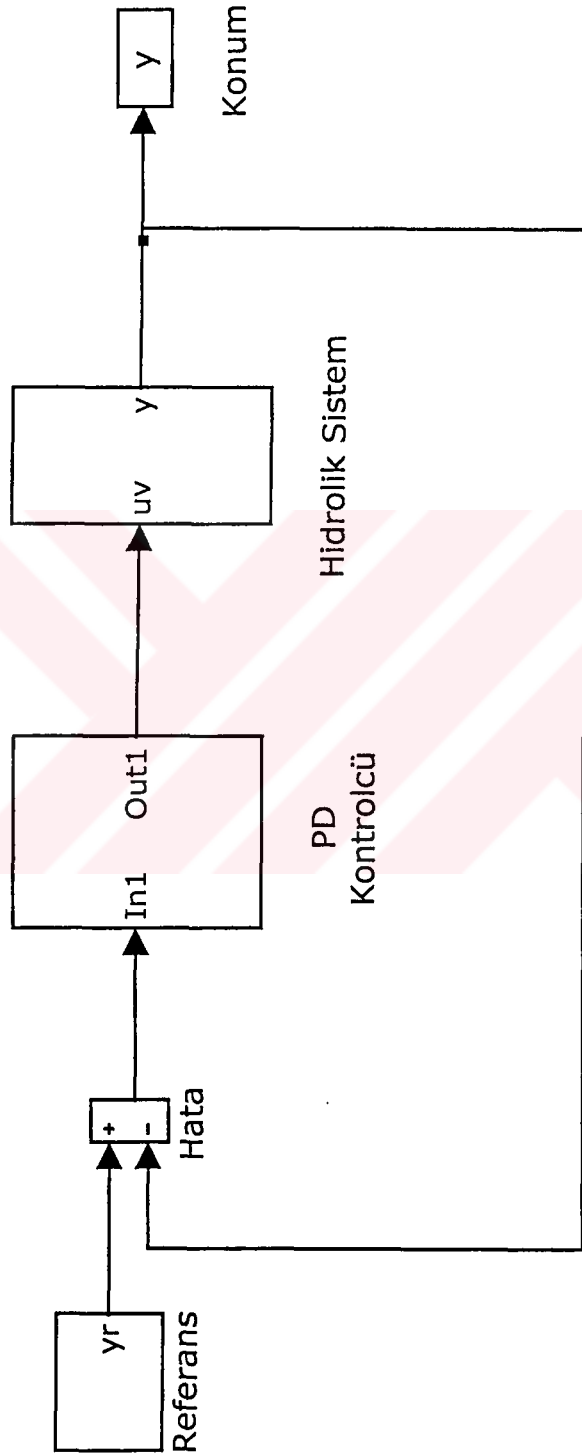 yr
Referans
+
-
Hata
In1 Out1
PD
Kontrolcü
uv y
Hidrolik Sistem
y
Konum